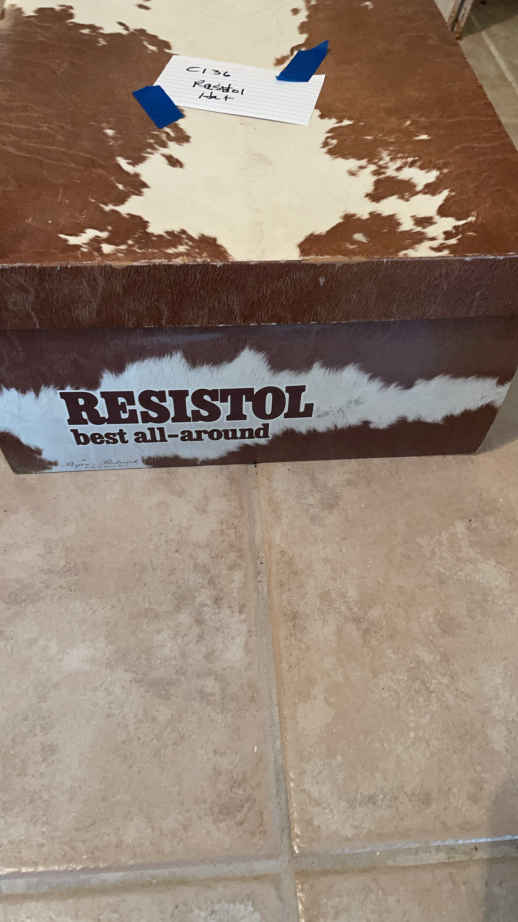 C136
Resistol
Hat
RESISTOL
best all-around